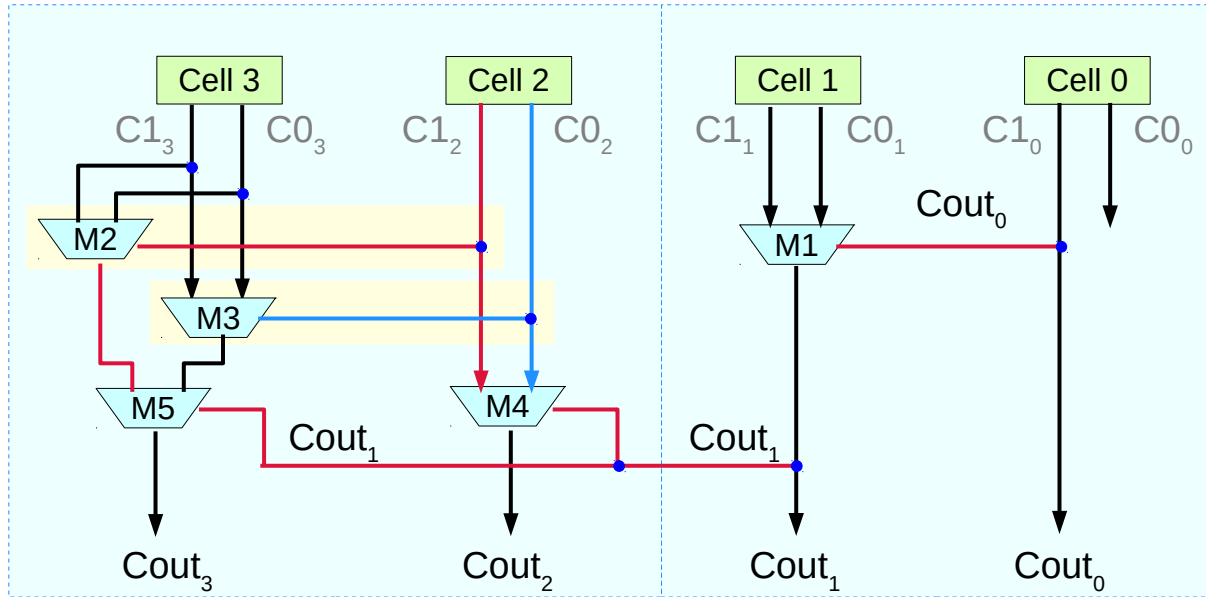 Cell 3 Cell 2 Cell 1 Cell 0
C1₃ C0₃ C1₂ C0₂ C1₁ C0₁ C1₀ C0₀
Cout₀
M2 M1
M3
M5 M4
Cout₁ Cout₁
Cout₃ Cout₂ Cout₁ Cout₀